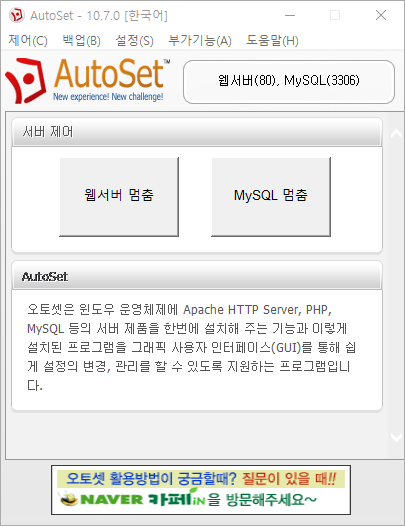 AutoSet - 10.7.0 [한국어]
제어(C) 백업(B) 설정(S) 부가기능(A) 도움말(H)
AutoSet™
New experience! New challenge!
웹서버(80), MySQL(3306)
서버 제어
웹서버 멈춤
MySQL 멈춤
AutoSet
오토셋은 윈도우 운영체제에 Apache HTTP Server, PHP,
MySQL 등의 서버 제품을 한번에 설치해 주는 기능과 이렇게
설치된 프로그램을 그래픽 사용자 인터페이스(GUI)를 통해 쉽
게 설정의 변경, 관리를 할 수 있도록 지원하는 프로그램입니
다.
오토셋 활용방법이 궁금할때? 질문이 있을 때!!
NAVER 카페iN을 방문해주세요~